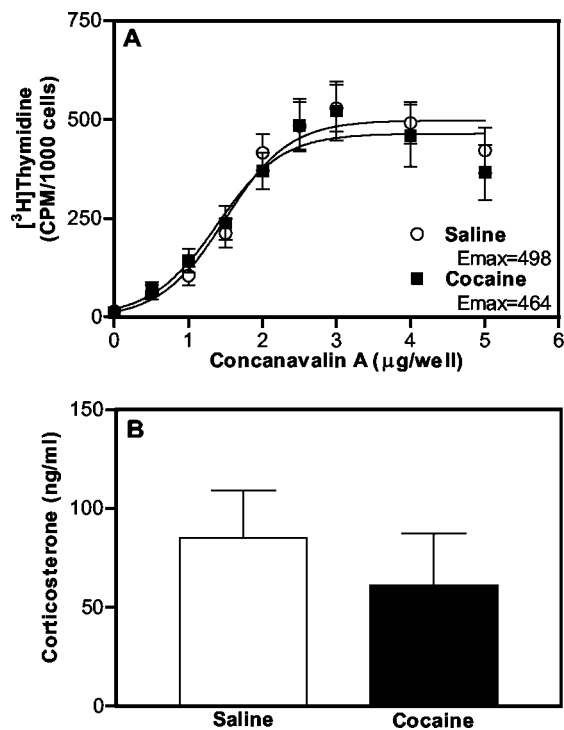 A
750
500
250
0
[³H]Thymidine
(CPM/1000 cells)
Saline
Emax=498
Cocaine
Emax=464
0 1 2 3 4 5 6
Concanavalin A (μg/well)
B
150
100
50
0
Corticosterone (ng/ml)
Saline Cocaine